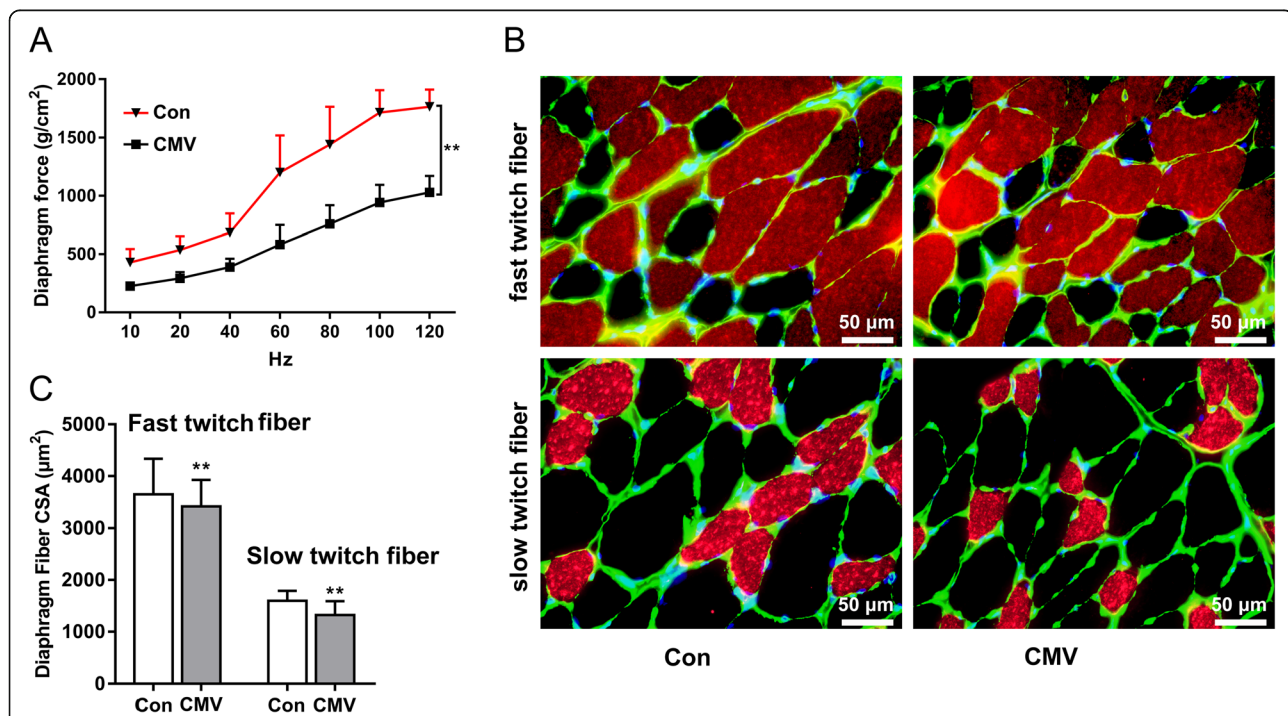 A
Diaphragm force (g/cm²)
2000
1500
1000
500
0
Con
CMV
**
10 20 40 60 80 100 120
Hz
B
fast twitch fiber
50 µm
50 µm
slow twitch fiber
50 µm
50 µm
Con
CMV
C
Diaphragm Fiber CSA (µm²)
5000
4000
3000
2000
1000
0
Fast twitch fiber
**
Slow twitch fiber
**
Con CMV Con CMV